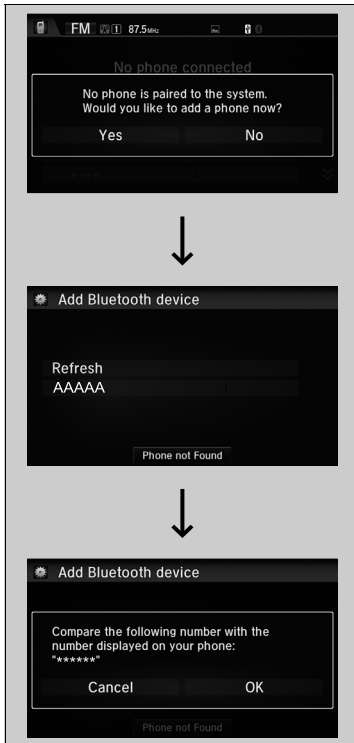 FM 1 87.5MHz
No phone connected
No phone is paired to the system.
Would you like to add a phone now?
Yes No
Add Bluetooth device
Refresh
AAAAA
Phone not Found
Add Bluetooth device
Compare the following number with the
number displayed on your phone:
"******"
Cancel OK
Phone not Found